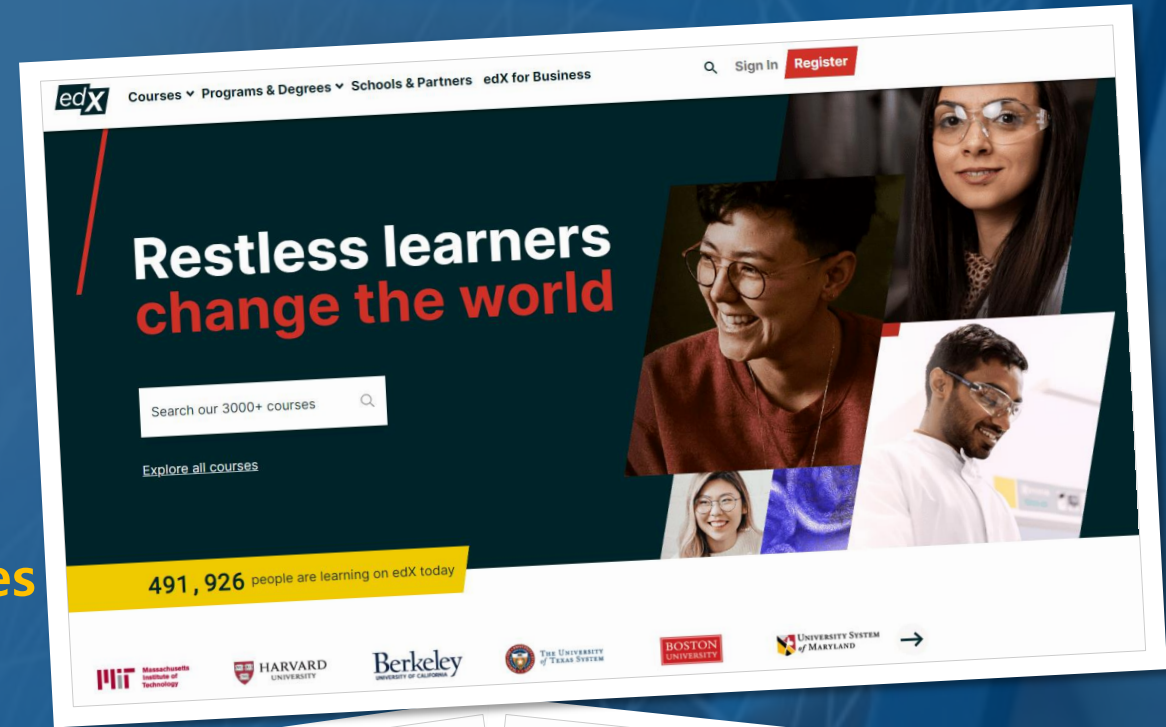 edX Courses Programs & Degrees Schools & Partners edX for Business Sign In Register
Restless learners
change the world
Search our 3000+ courses
Explore all courses
es
491,926 people are learning on edX today
Massachusetts
Institute of
Technology
HARVARD
UNIVERSITY
Berkeley
UNIVERSITY OF CALIFORNIA
THE UNIVERSITY
of TEXAS SYSTEM
BOSTON
UNIVERSITY
UNIVERSITY SYSTEM
of MARYLAND